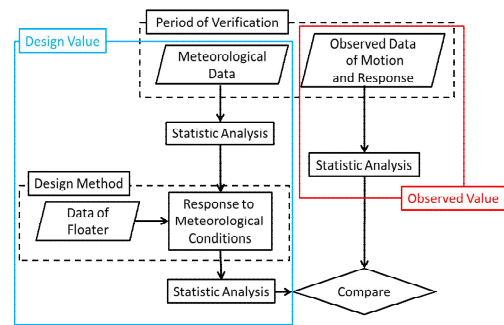 Period of Verification
Design Value
Meteorological
Data
Observed Data
of Motion
and Response
Statistic Analysis
Statistic Analysis
Design Method
Data of
Floater
Response to
Meteorological
Conditions
Observed Value
Statistic Analysis
Compare